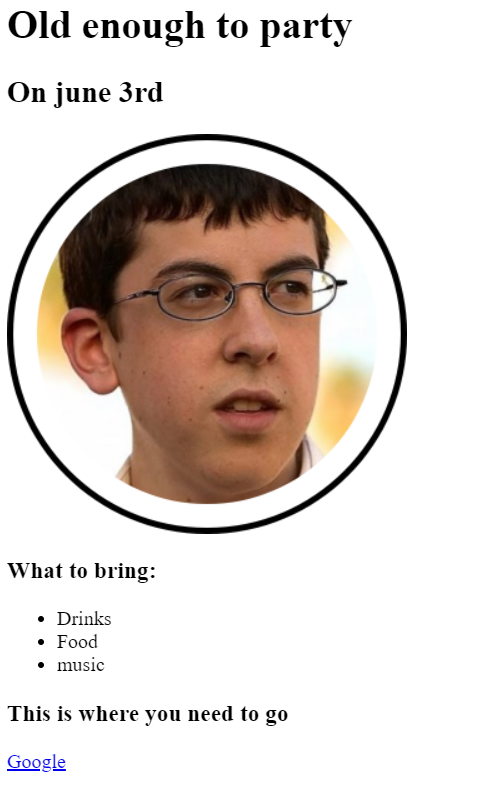 Old enough to party
On june 3rd
What to bring:
Drinks
Food
music
This is where you need to go
Google